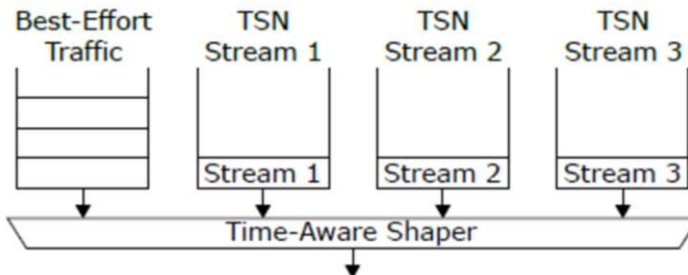 Best-Effort
Traffic
TSN
Stream 1
TSN
Stream 2
TSN
Stream 3
Stream 1
Stream 2
Stream 3
Time-Aware Shaper